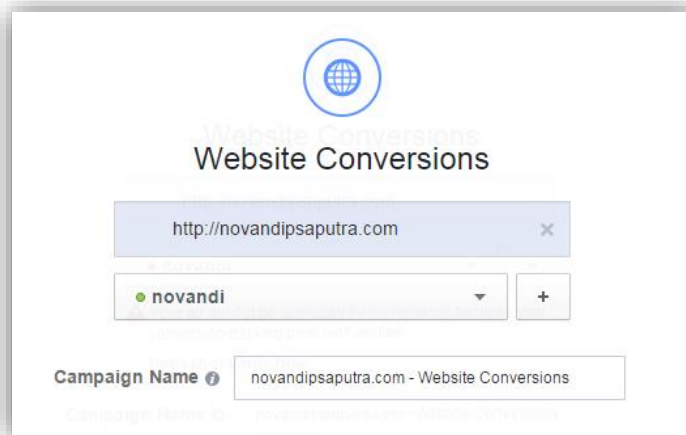 Website Conversions
http://novandipsaputra.com ×
novandi +
Campaign Name novandipsaputra.com - Website Conversions